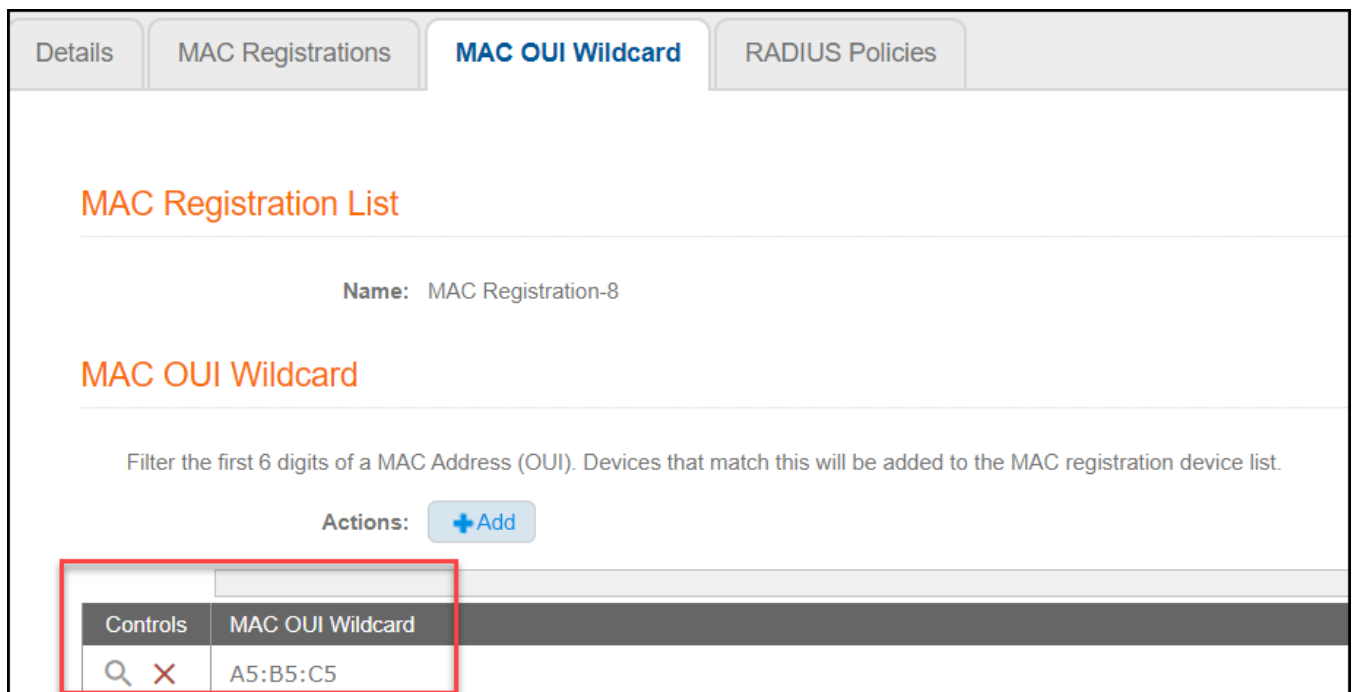 Details MAC Registrations MAC OUI Wildcard RADIUS Policies
MAC Registration List
Name: MAC Registration-8
MAC OUI Wildcard
Filter the first 6 digits of a MAC Address (OUI). Devices that match this will be added to the MAC registration device list.
Actions: Add
Controls MAC OUI Wildcard
A5:B5:C5